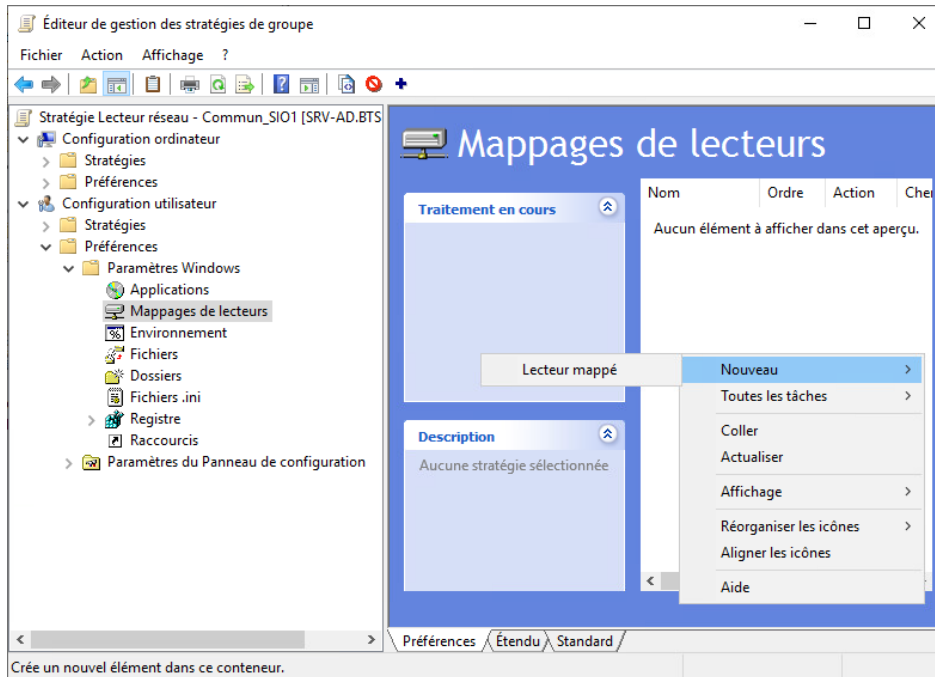 Éditeur de gestion des stratégies de groupe
Fichier Action Affichage ?
Stratégie Lecteur réseau - Commun_SIO1 [SRV-AD.BTS
Configuration ordinateur
Stratégies
Préférences
Configuration utilisateur
Stratégies
Préférences
Paramètres Windows
Applications
Mappages de lecteurs
Environnement
Fichiers
Dossiers
Fichiers .ini
Registre
Raccourcis
Paramètres du Panneau de configuration
Mappages de lecteurs
Traitement en cours
Description
Aucune stratégie sélectionnée
Nom Ordre Action Cher
Aucun élément à afficher dans cet aperçu.
Lecteur mappé
Nouveau
Toutes les tâches
Coller
Actualiser
Affichage
Réorganiser les icônes
Aligner les icônes
Aide
Préférences Étendu Standard
Crée un nouvel élément dans ce conteneur.